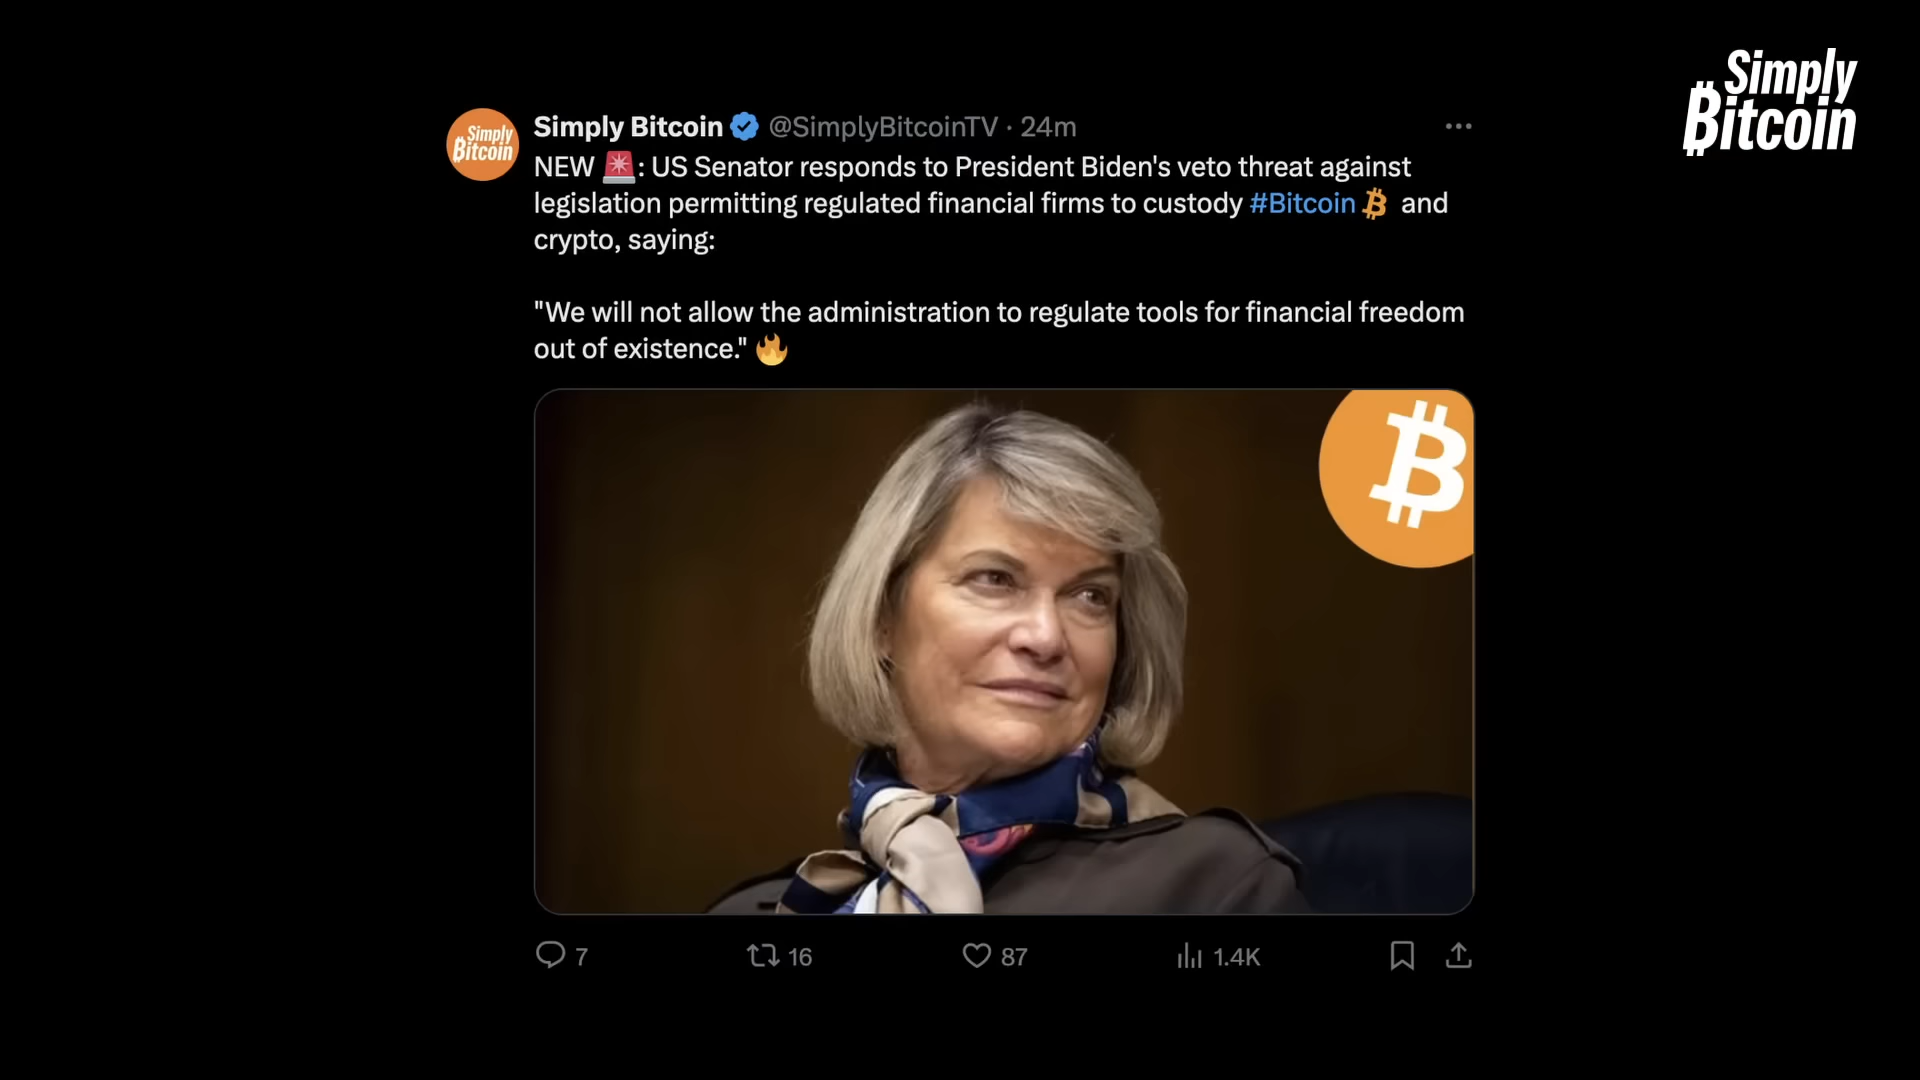 Simply
Bitcoin
Simply
Bitcoin
Simply Bitcoin @SimplyBitcoinTV · 24m
NEW 🚨: US Senator responds to President Biden's veto threat against
legislation permitting regulated financial firms to custody #Bitcoin and
crypto, saying:
"We will not allow the administration to regulate tools for financial freedom
out of existence." 🔥
7 16 87 1.4K